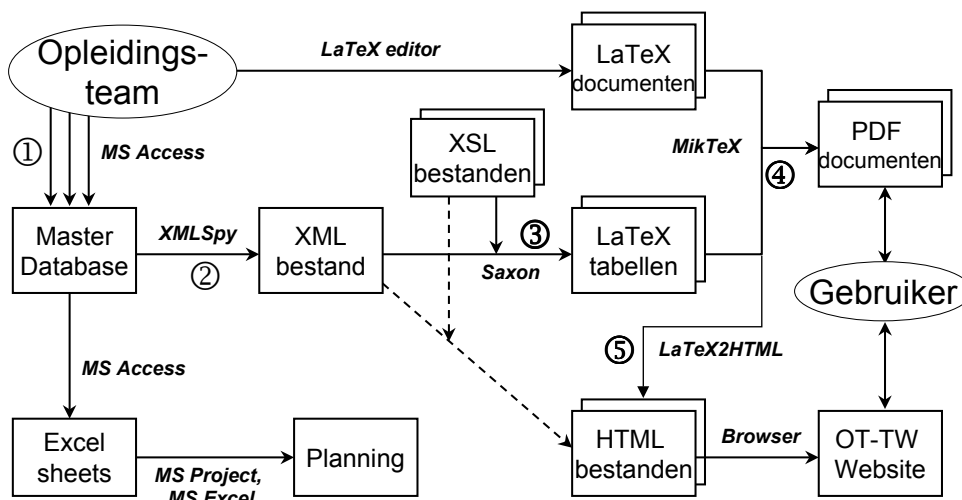 Opleidings-
team
LaTeX editor
LaTeX
documenten
①
MS Access
XSL
bestanden
MikTeX
④
PDF
documenten
Master
Database
XMLSpy
②
XML
bestand
③
Saxon
LaTeX
tabellen
Gebruiker
MS Access
⑤
LaTeX2HTML
Excel
sheets
MS Project,
MS Excel
Planning
HTML
bestanden
Browser
OT-TW
Website